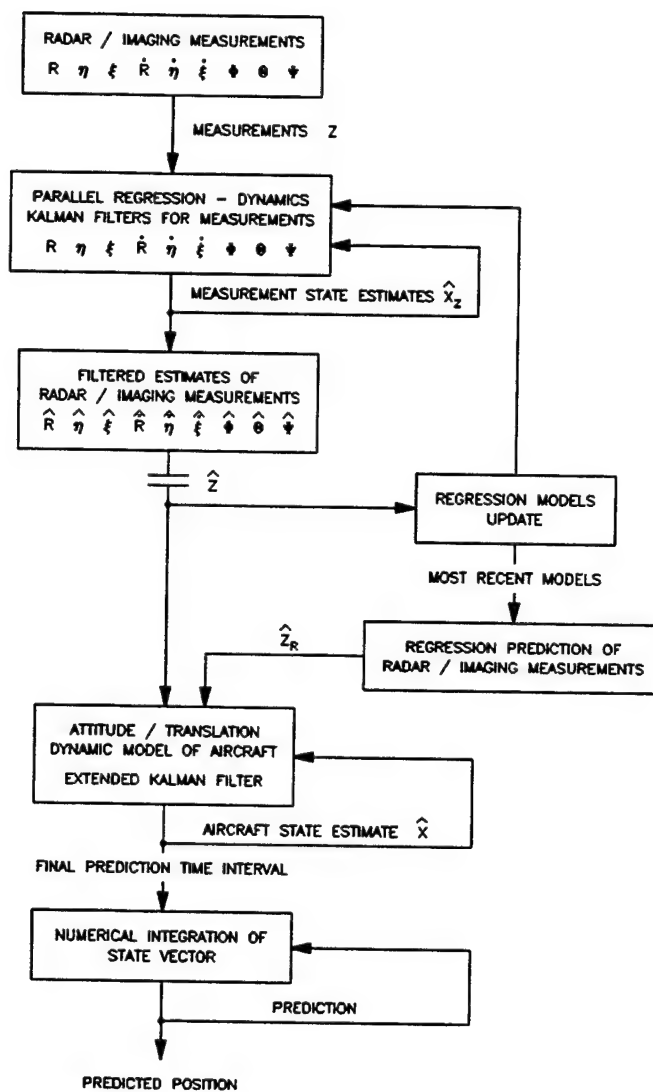 RADAR / IMAGING MEASUREMENTS
R η ξ Ṙ η̇ ξ̇ Φ Θ Ψ
MEASUREMENTS Z
PARALLEL REGRESSION – DYNAMICS
KALMAN FILTERS FOR MEASUREMENTS
R η ξ Ṙ η̇ ξ̇ Φ Θ Ψ
MEASUREMENT STATE ESTIMATES X̂_Z
FILTERED ESTIMATES OF
RADAR / IMAGING MEASUREMENTS
R̂ η̂ ξ̂ Ṙ̂ η̇̂ ξ̇̂ Φ̂ Θ̂ Ψ̂
Ẑ
REGRESSION MODELS
UPDATE
MOST RECENT MODELS
REGRESSION PREDICTION OF
RADAR / IMAGING MEASUREMENTS
Ẑ_R
ATTITUDE / TRANSLATION
DYNAMIC MODEL OF AIRCRAFT
EXTENDED KALMAN FILTER
AIRCRAFT STATE ESTIMATE X̂
FINAL PREDICTION TIME INTERVAL
NUMERICAL INTEGRATION OF
STATE VECTOR
PREDICTION
PREDICTED POSITION